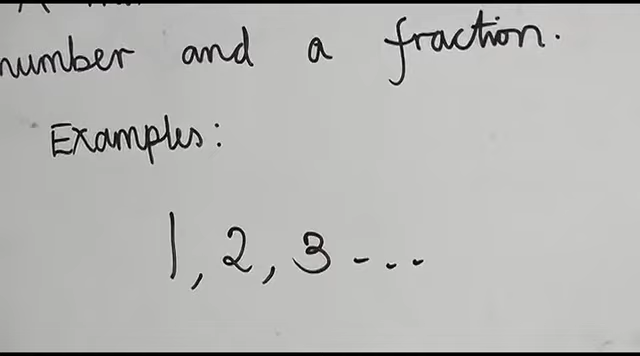 A
number and a fraction.
Examples:
1, 2, 3 ...